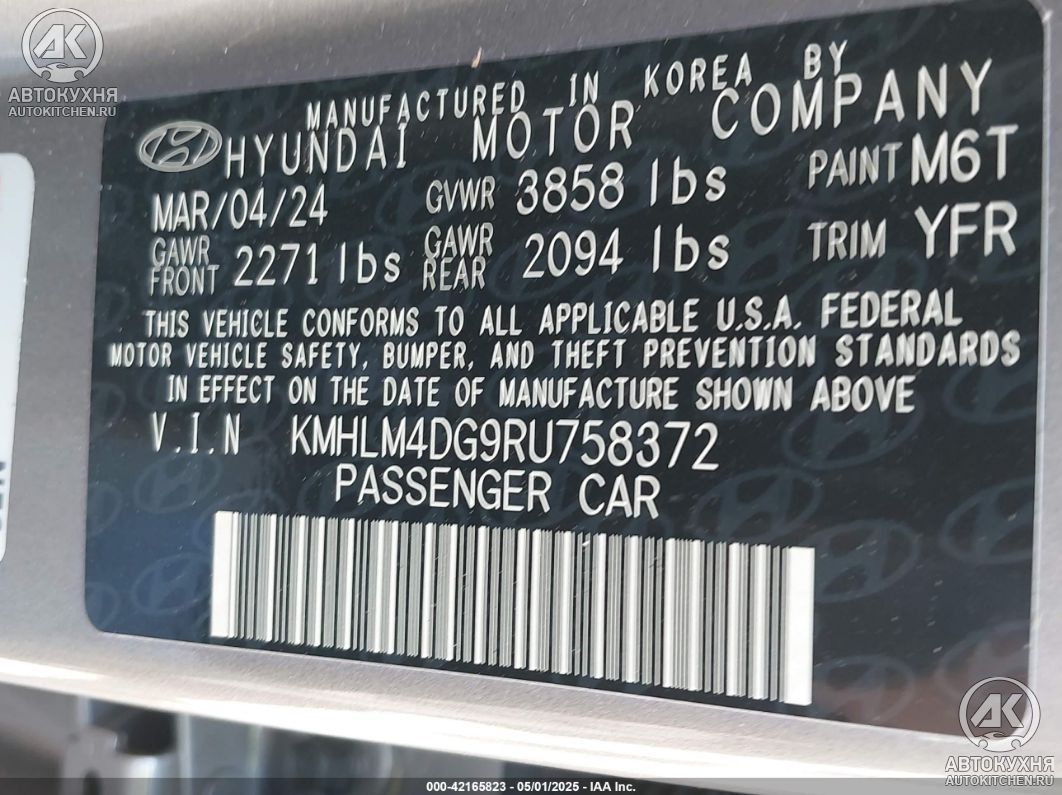 АВТОКУХНЯ
AUTOKITCHEN.RU
MANUFACTURED IN KOREA BY
HYUNDAI MOTOR COMPANY
MAR/04/24 GVWR 3858 lbs PAINT M6T
GAWR FRONT 2271 lbs GAWR REAR 2094 lbs TRIM YFR
THIS VEHICLE CONFORMS TO ALL APPLICABLE U.S.A. FEDERAL
MOTOR VEHICLE SAFETY, BUMPER, AND THEFT PREVENTION STANDARDS
IN EFFECT ON THE DATE OF MANUFACTURE SHOWN ABOVE
V.I.N KMHLM4DG9RU758372
PASSENGER CAR
АК
АВТОКУХНЯ
AUTOKITCHEN.RU
000-42165823 - 05/01/2025 - IAA Inc.